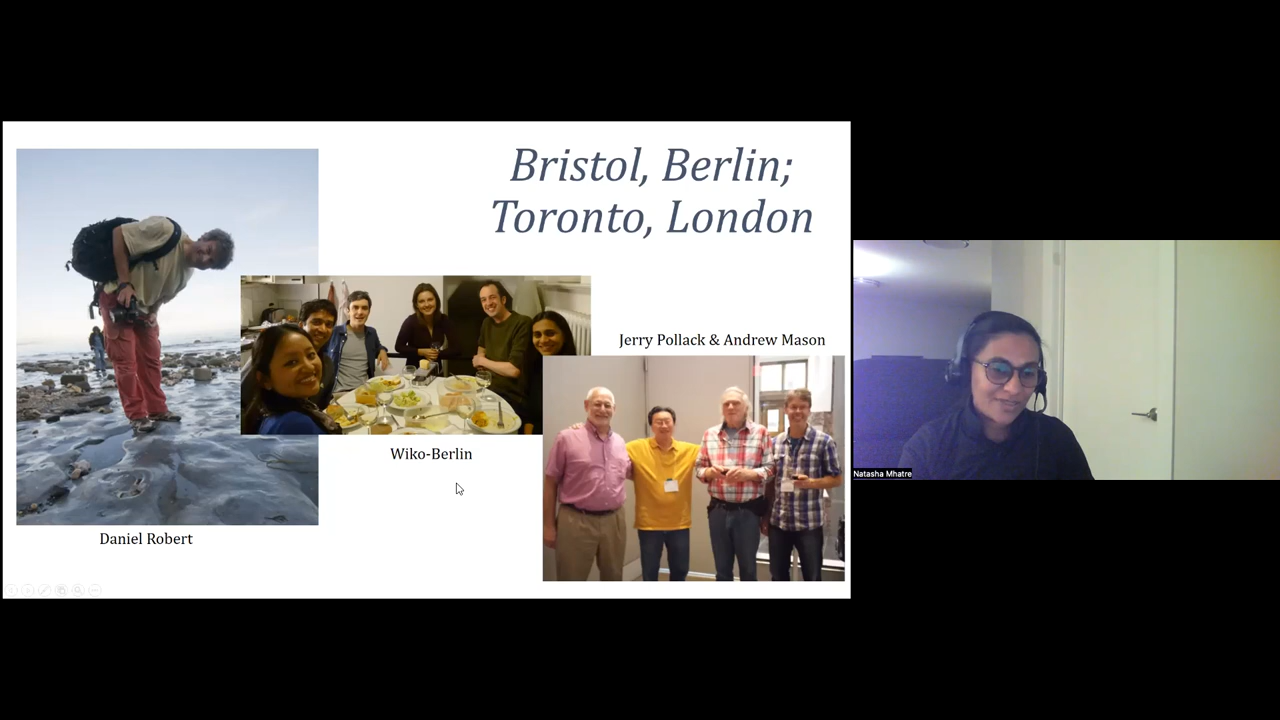 Bristol, Berlin;
Toronto, London
Jerry Pollack & Andrew Mason
Wiko-Berlin
Daniel Robert
Natasha Mhatre